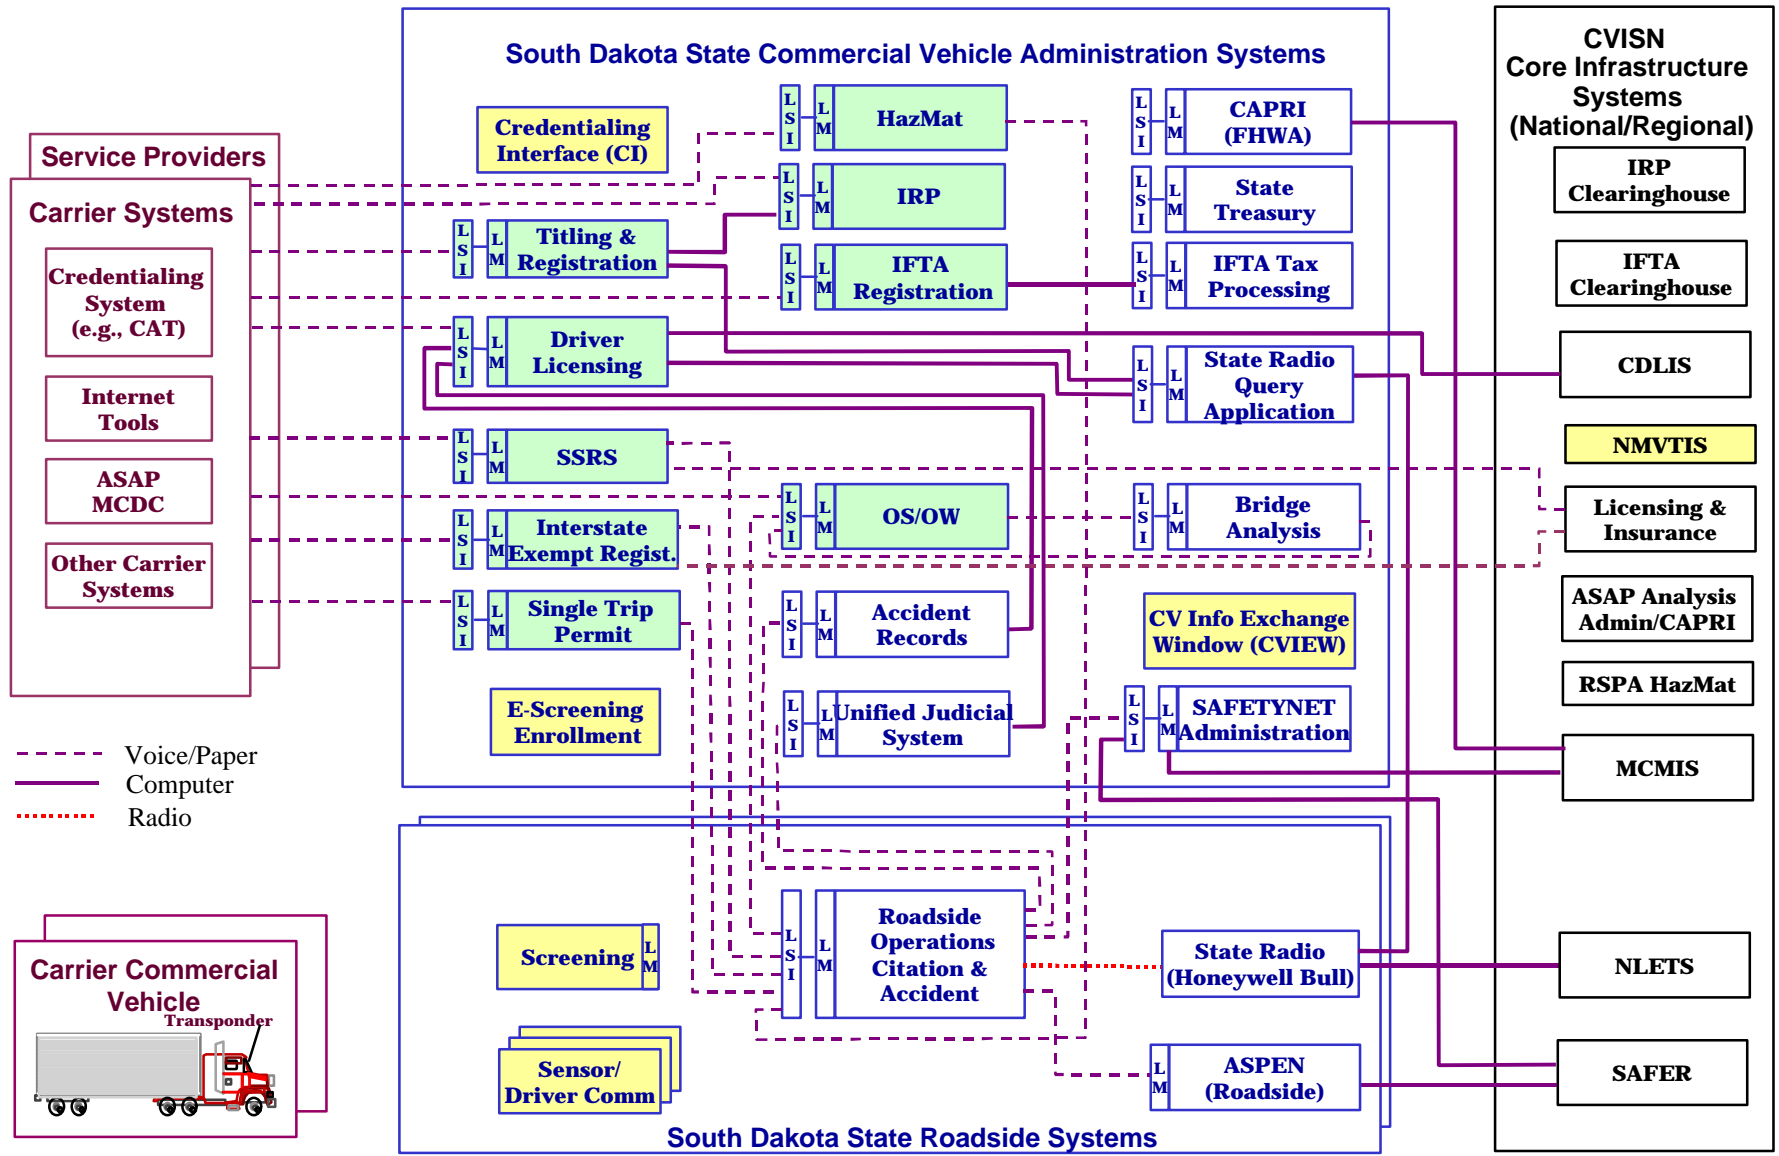 South Dakota State Commercial Vehicle Administration Systems
CVISN
Core Infrastructure
Systems
(National/Regional)
Service Providers
Carrier Systems
Credentialing
System
(e.g., CAT)
Internet
Tools
ASAP
MCDC
Other Carrier
Systems
Voice/Paper
Computer
Radio
Carrier Commercial
Vehicle
Transponder
Credentialing
Interface (CI)
L
S
I
L
M
Titling &
Registration
L
S
I
L
M
Driver
Licensing
L
S
I
L
M
SSRS
L
S
I
L
M
Interstate
Exempt Regist.
L
S
I
L
M
Single Trip
Permit
E-Screening
Enrollment
L
S
I
L
M
HazMat
L
S
I
L
M
IRP
L
S
I
L
M
IFTA
Registration
L
S
I
L
M
OS/OW
L
S
I
L
M
Accident
Records
L
S
I
L
M
Unified Judicial
System
L
S
I
L
M
CAPRI
(FHWA)
L
S
I
L
M
State
Treasury
L
S
I
L
M
IFTA Tax
Processing
L
S
I
L
M
State Radio
Query
Application
L
S
I
L
M
Bridge
Analysis
CV Info Exchange
Window (CVIEW)
L
S
I
L
M
SAFETYNET
Administration
IRP
Clearinghouse
IFTA
Clearinghouse
CDLIS
NMVTIS
Licensing &
Insurance
ASAP Analysis
Admin/CAPRI
RSPA HazMat
MCMIS
NLETS
SAFER
Screening
L
M
Sensor/
Driver Comm
L
S
I
L
M
Roadside
Operations
Citation &
Accident
State Radio
(Honeywell Bull)
L
M
ASPEN
(Roadside)
South Dakota State Roadside Systems